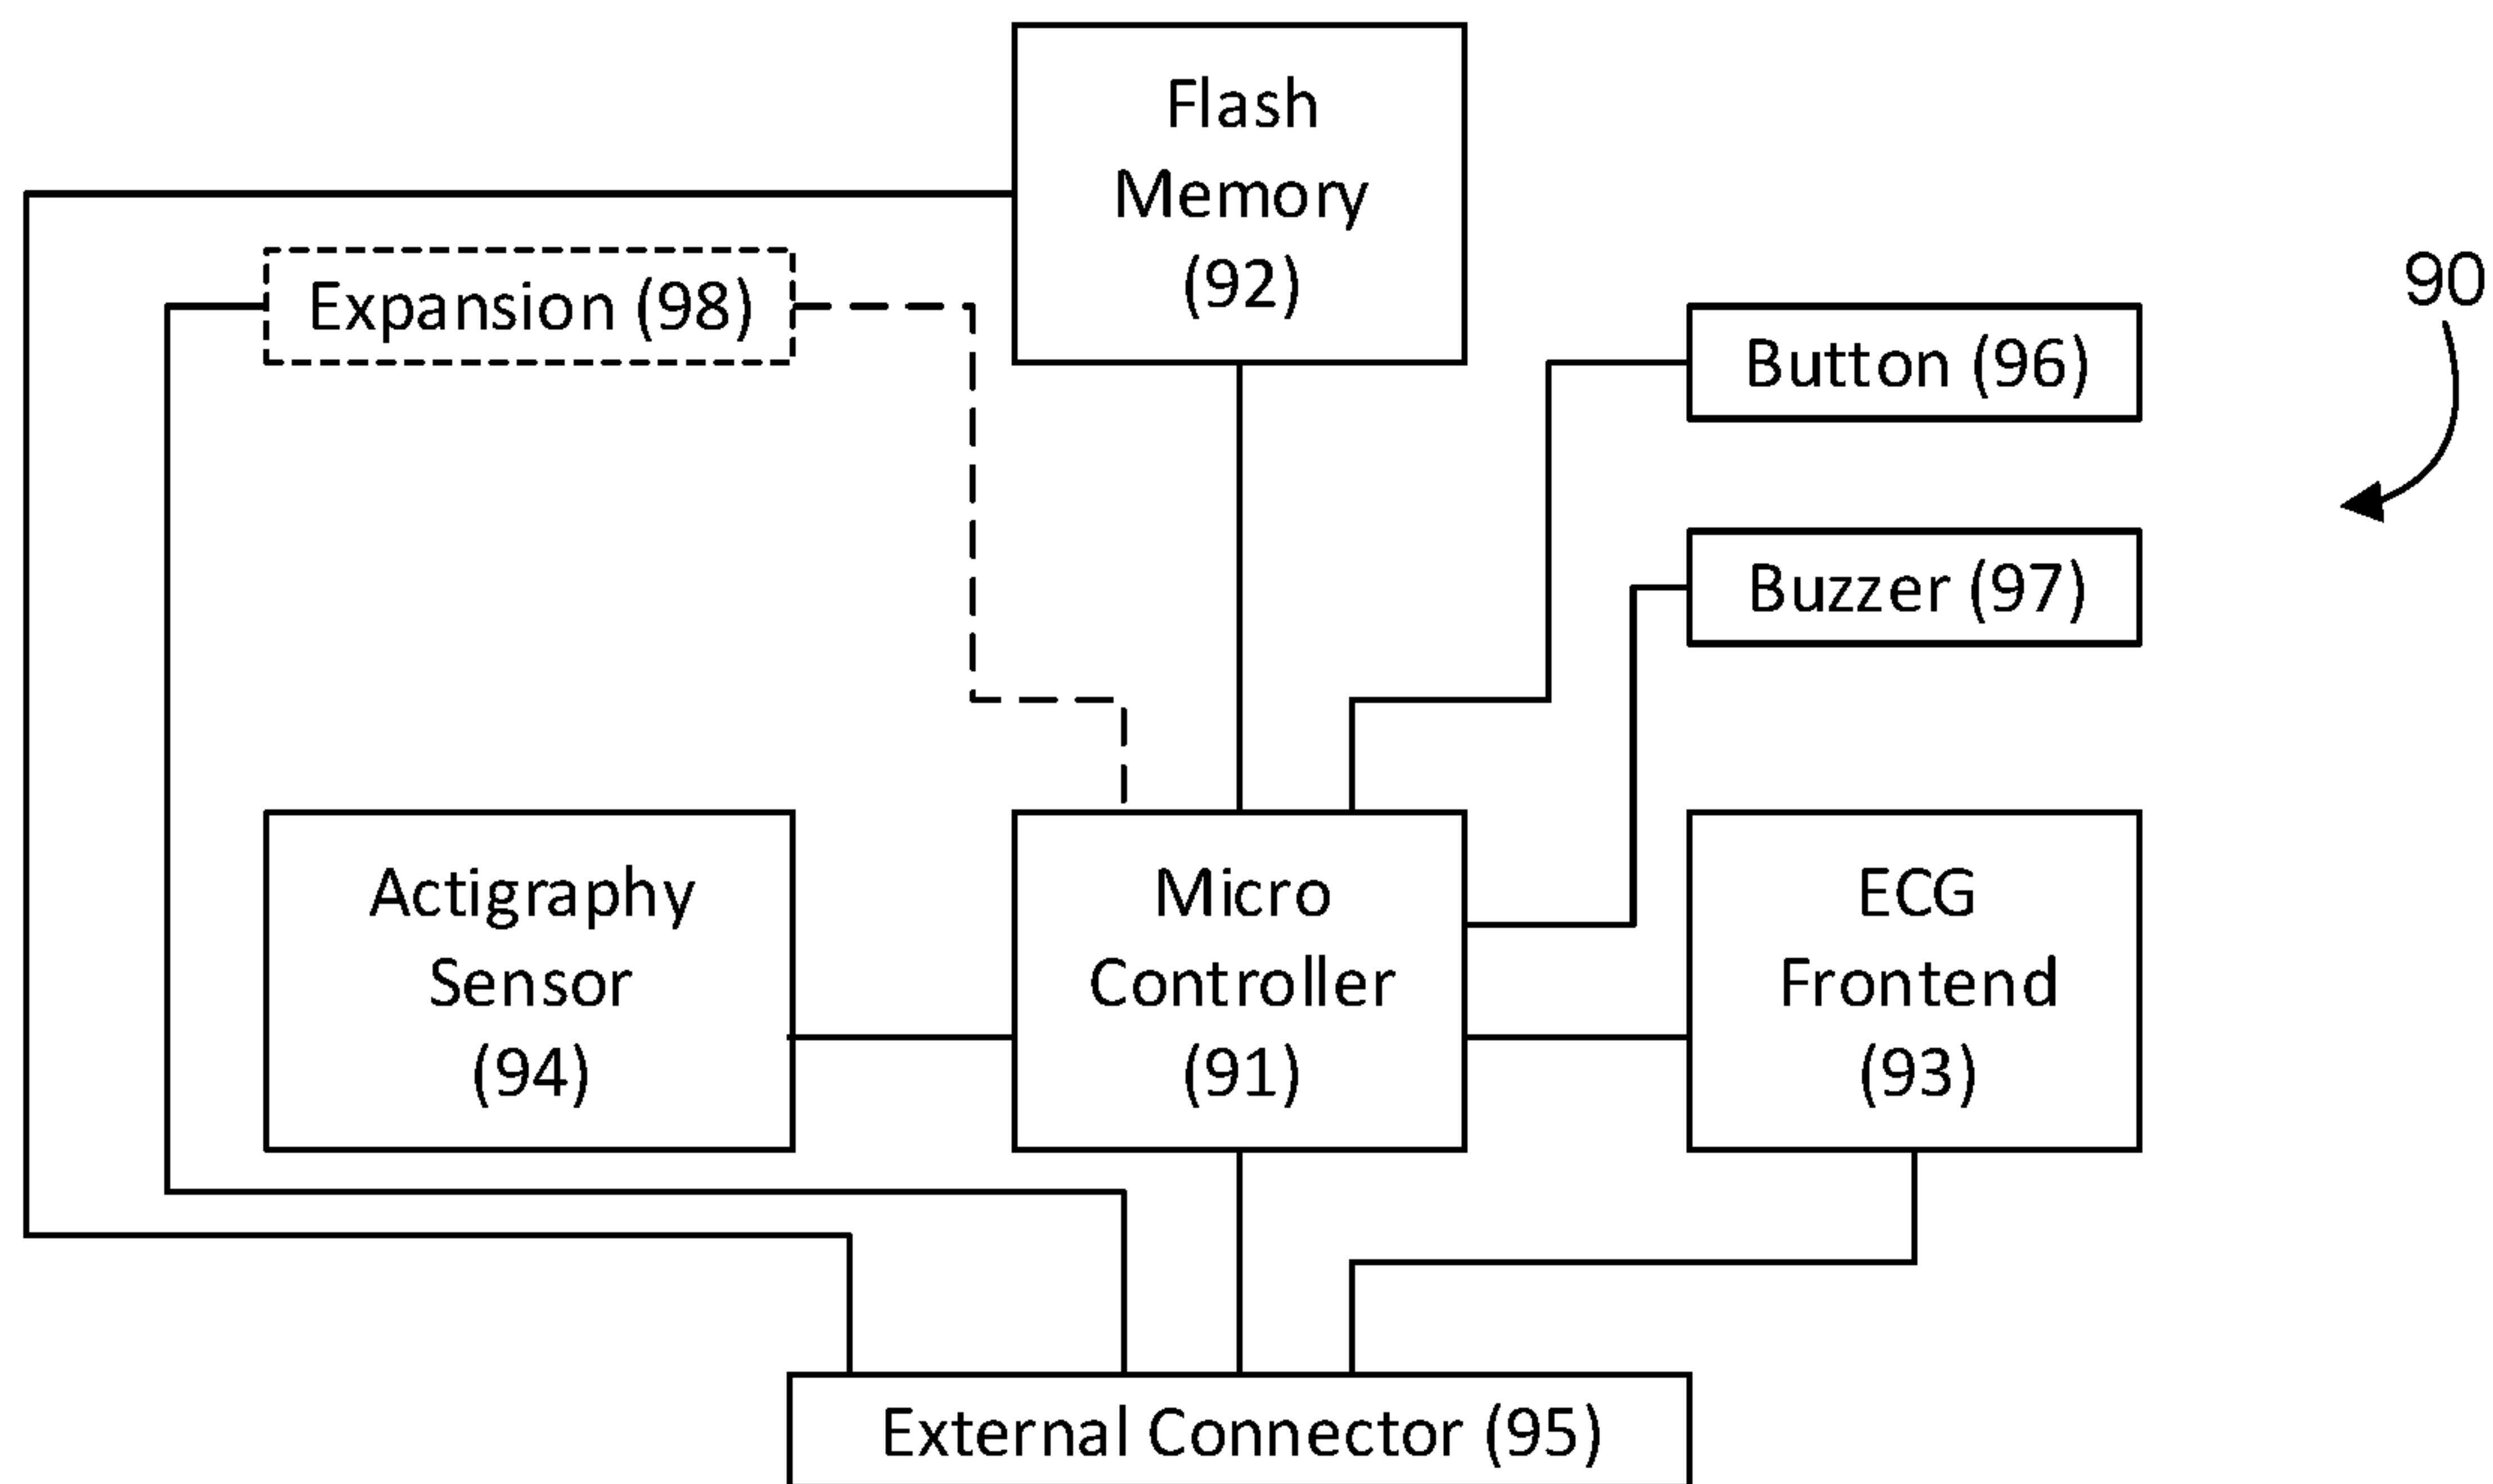 Flash
Memory
(92)
Expansion (98)
90
Button (96)
Buzzer (97)
Actigraphy
Sensor
(94)
Micro
Controller
(91)
ECG
Frontend
(93)
External Connector (95)